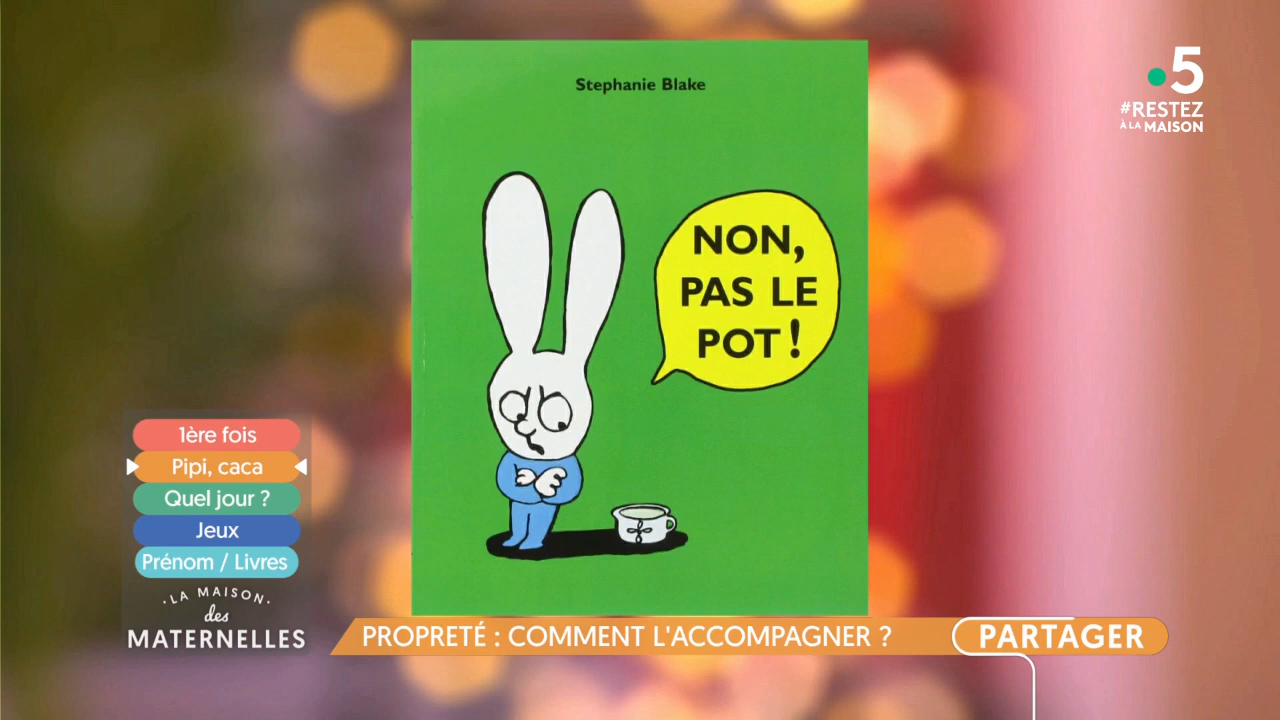 Stephanie Blake
NON,
PAS LE
POT !
5
#RESTEZ
À LA MAISON
1ère fois
Pipi, caca
Quel jour ?
Jeux
Prénom / Livres
• LA MAISON •
des
MATERNELLES
PROPRETÉ : COMMENT L'ACCOMPAGNER ?
PARTAGER